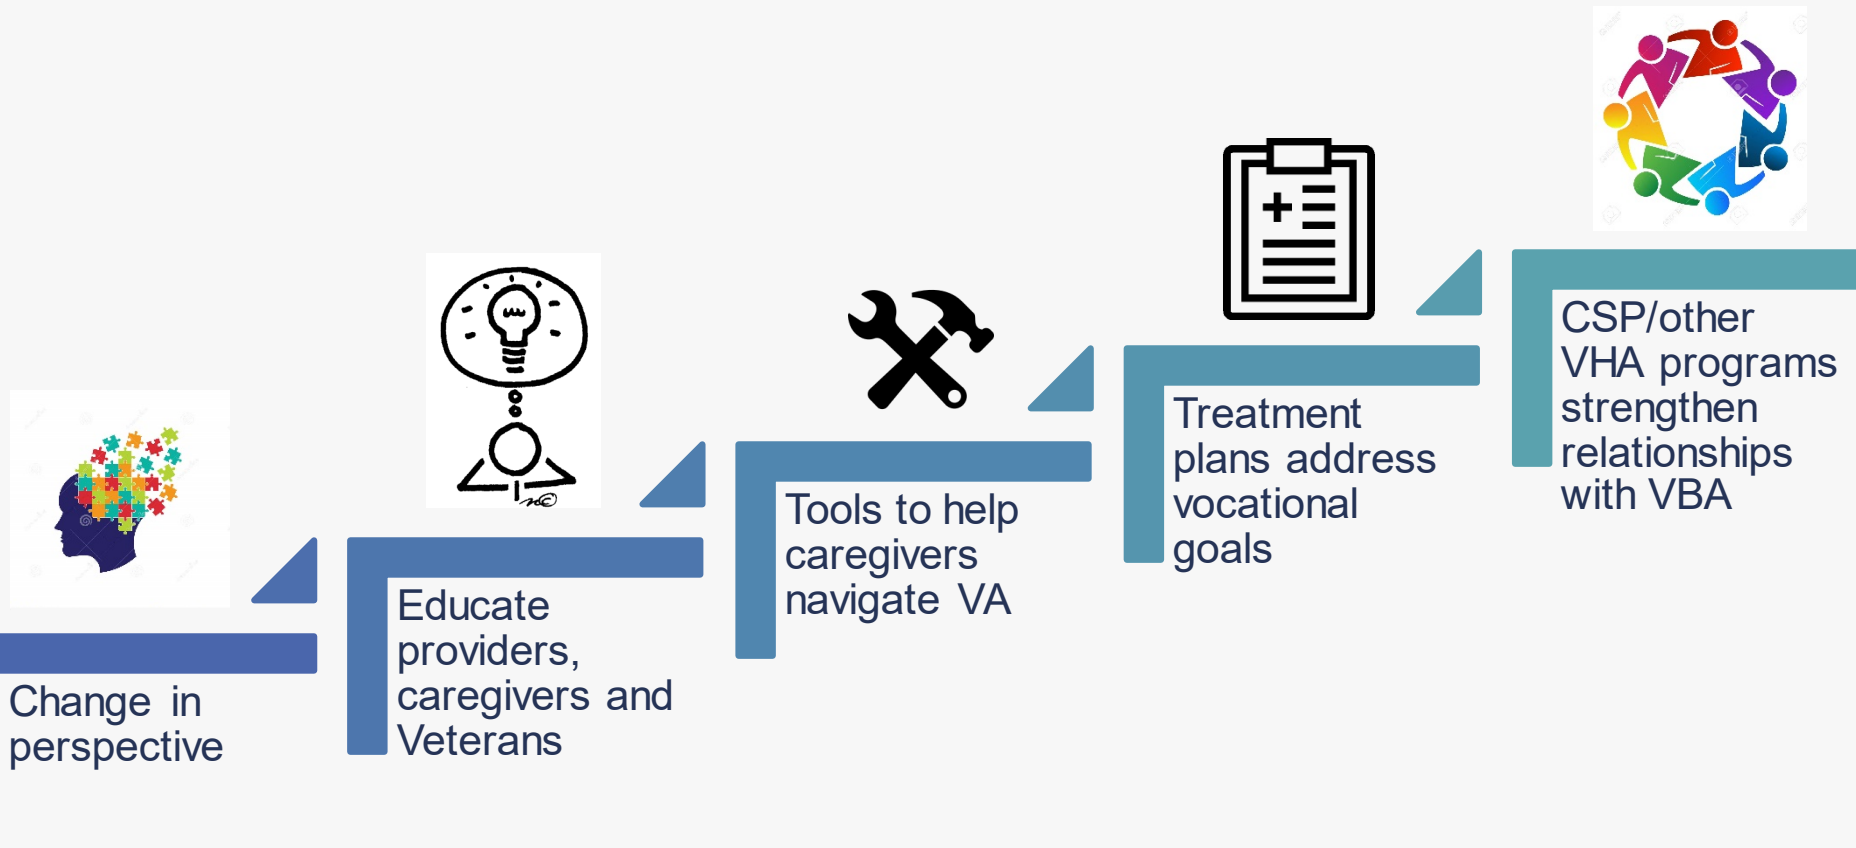 Change in
perspective
Educate
providers,
caregivers and
Veterans
Tools to help
caregivers
navigate VA
Treatment
plans address
vocational
goals
CSP/other
VHA programs
strengthen
relationships
with VBA